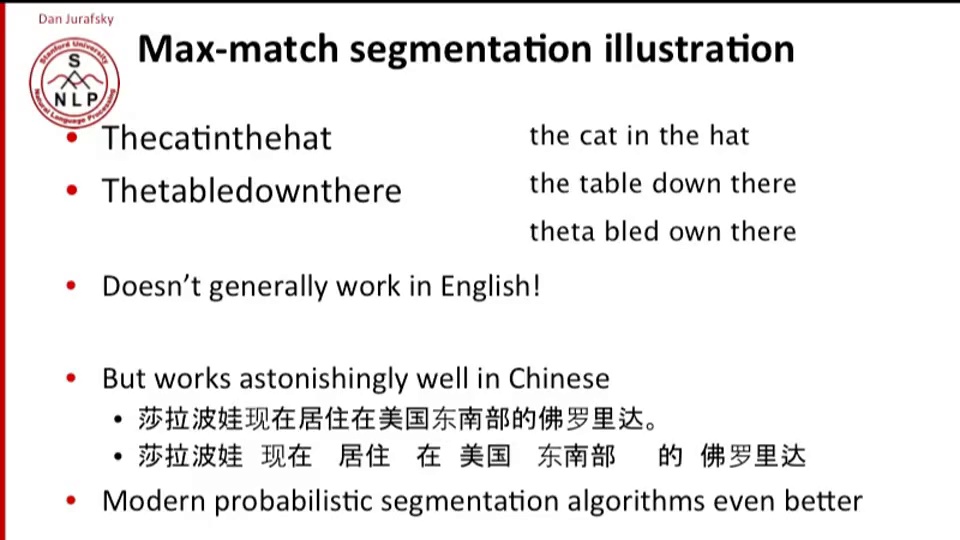 Dan Jurafsky
Stanford University
S
NLP
Natural Language Processing
Max-match segmentation illustration
• Thecatinthehat the cat in the hat
• Thetabledownthere the table down there
theta bled own there
• Doesn't generally work in English!
• But works astonishingly well in Chinese
• 莎拉波娃现在居住在美国东南部的佛罗里达。
• 莎拉波娃 现在 居住 在 美国 东南部 的 佛罗里达
• Modern probabilistic segmentation algorithms even better